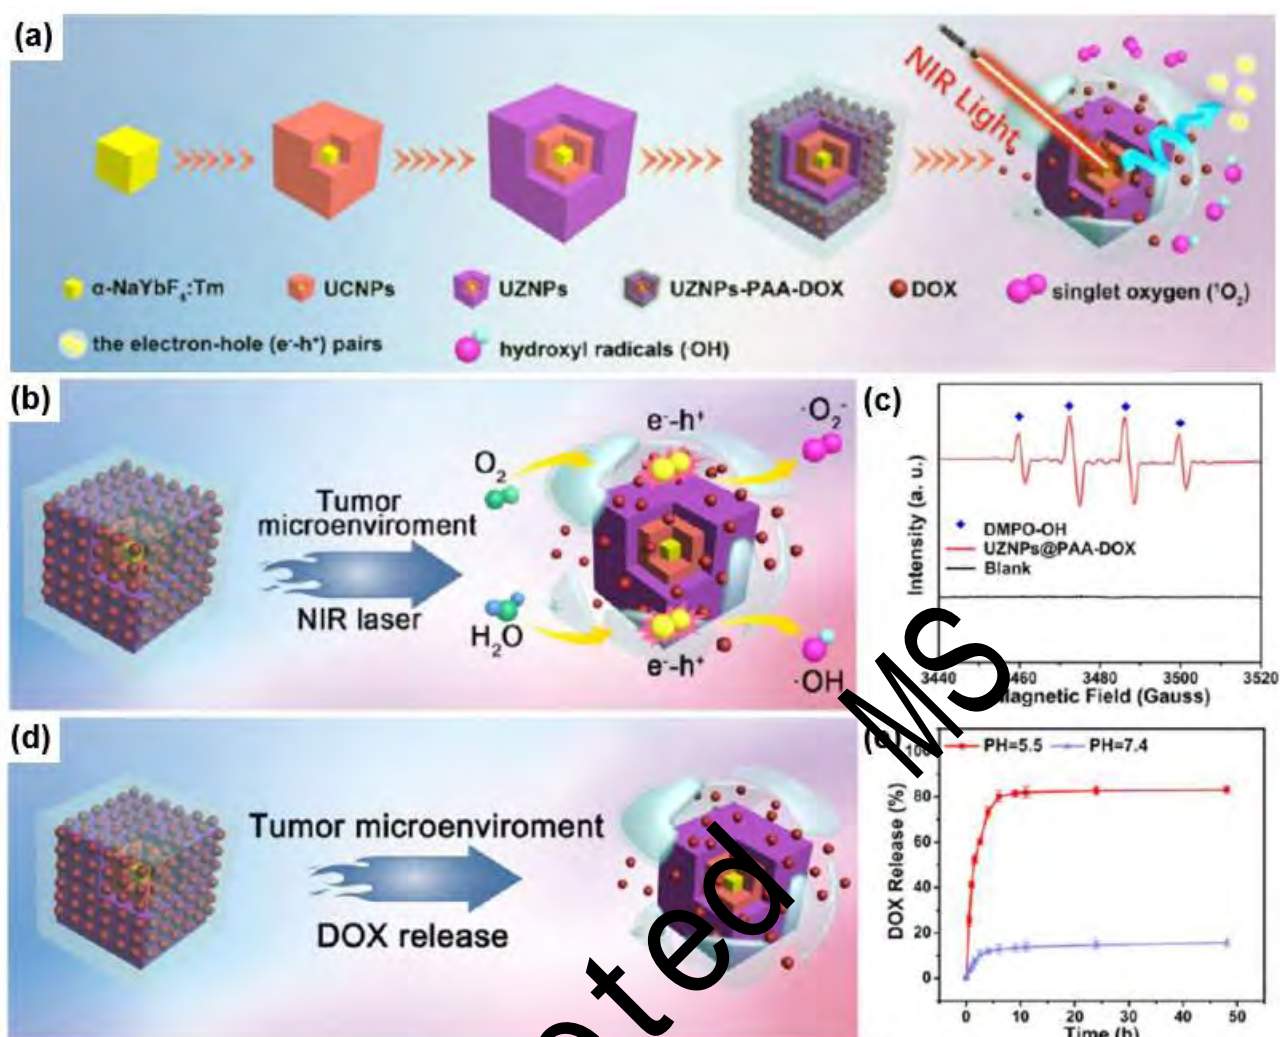 (a)
NIR Light
α-NaYbF₄:Tm
UCNPs
UZNPs
UZNPs-PAA-DOX
DOX
singlet oxygen (¹O₂)
the electron-hole (e⁻-h⁺) pairs
hydroxyl radicals (·OH)
(b)
Tumor
microenviroment
NIR laser
O₂
H₂O
e⁻-h⁺
·O₂⁻
e⁻-h⁺
·OH
(c)
Intensity (a. u.)
DMPO-OH
UZNPs@PAA-DOX
Blank
3440 3460 3480 3500 3520
Magnetic Field (Gauss)
(d)
Tumor microenviroment
DOX release
(e)
PH=5.5 PH=7.4
DOX Release (%)
100
80
60
40
20
0
0 10 20 30 40 50
Time (h)
MS